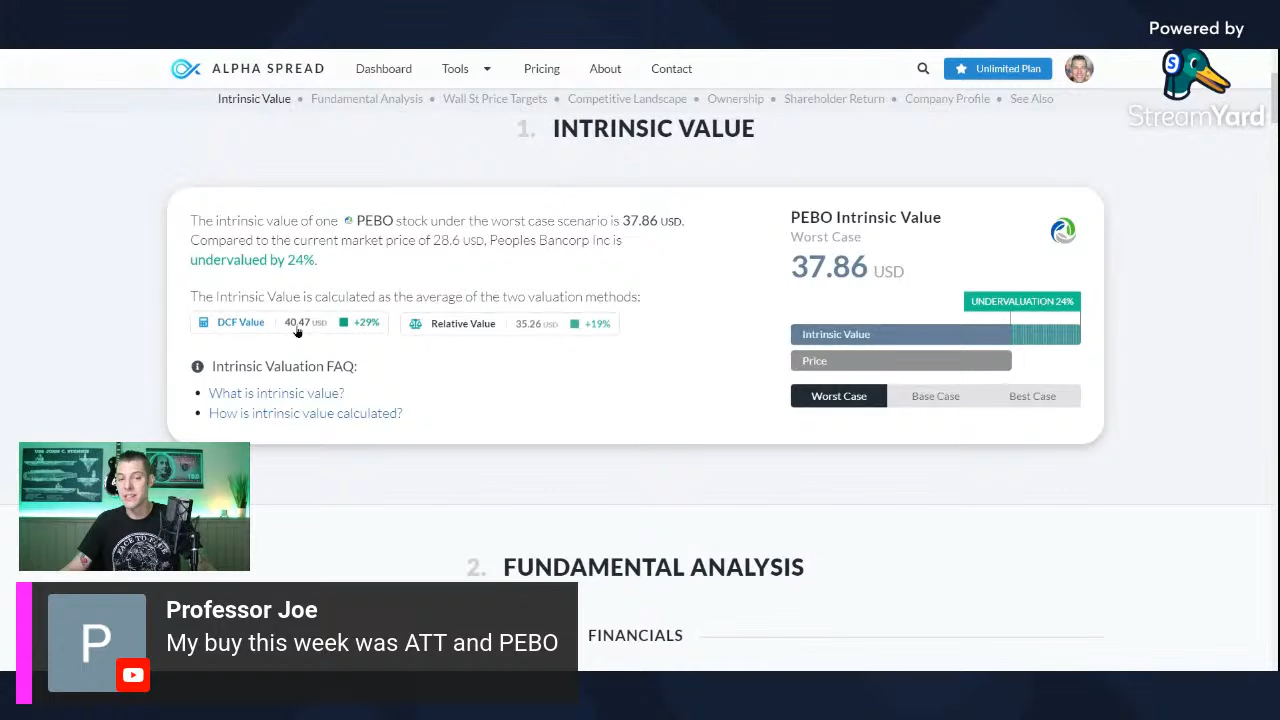 Powered by
StreamYard
ALPHA SPREAD
Dashboard
Tools
Pricing
About
Contact
Unlimited Plan
Intrinsic Value • Fundamental Analysis • Wall St Price Targets • Competitive Landscape • Ownership • Shareholder Return • Company Profile • See Also
1. INTRINSIC VALUE
The intrinsic value of one PEBO stock under the worst case scenario is 37.86 USD.
Compared to the current market price of 28.6 USD, Peoples Bancorp Inc is
undervalued by 24%.
The Intrinsic Value is calculated as the average of the two valuation methods:
DCF Value 40.47 USD +29%
Relative Value 35.26 USD +19%
Intrinsic Valuation FAQ:
• What is intrinsic value?
• How is intrinsic value calculated?
PEBO Intrinsic Value
Worst Case
37.86 USD
UNDERVALUATION 24%
Intrinsic Value
Price
Worst Case
Base Case
Best Case
2. FUNDAMENTAL ANALYSIS
FINANCIALS
P
Professor Joe
My buy this week was ATT and PEBO